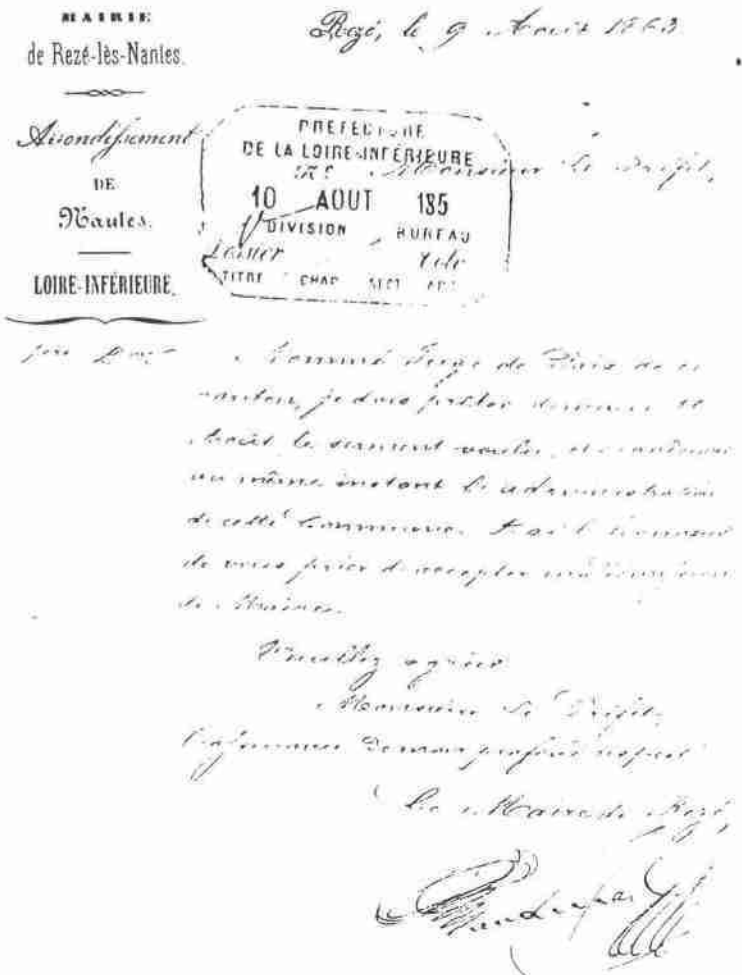 MAIRIE
de Rezé-lès-Nantes.
Rezé, le 9 Août 1863.
Arrondissement
DE
Nantes.
LOIRE-INFÉRIEURE.
PREFECTURE
DE LA LOIRE-INFÉRIEURE
Monsieur le Préfet,
10 AOUT 185
DIVISION BUREAU
TITRE CHAP SECT ART
Nommé Juge de Paix de ce
canton, je dois prêter
le serment voulu, et
au même instant l'administration
de cette Commune. J'ai l'honneur
de vous prier d'accepter ma démission
de Maire.
Veuillez agréer
Monsieur le Préfet,
l'assurance de mon profond respect
Le Maire de Rezé,